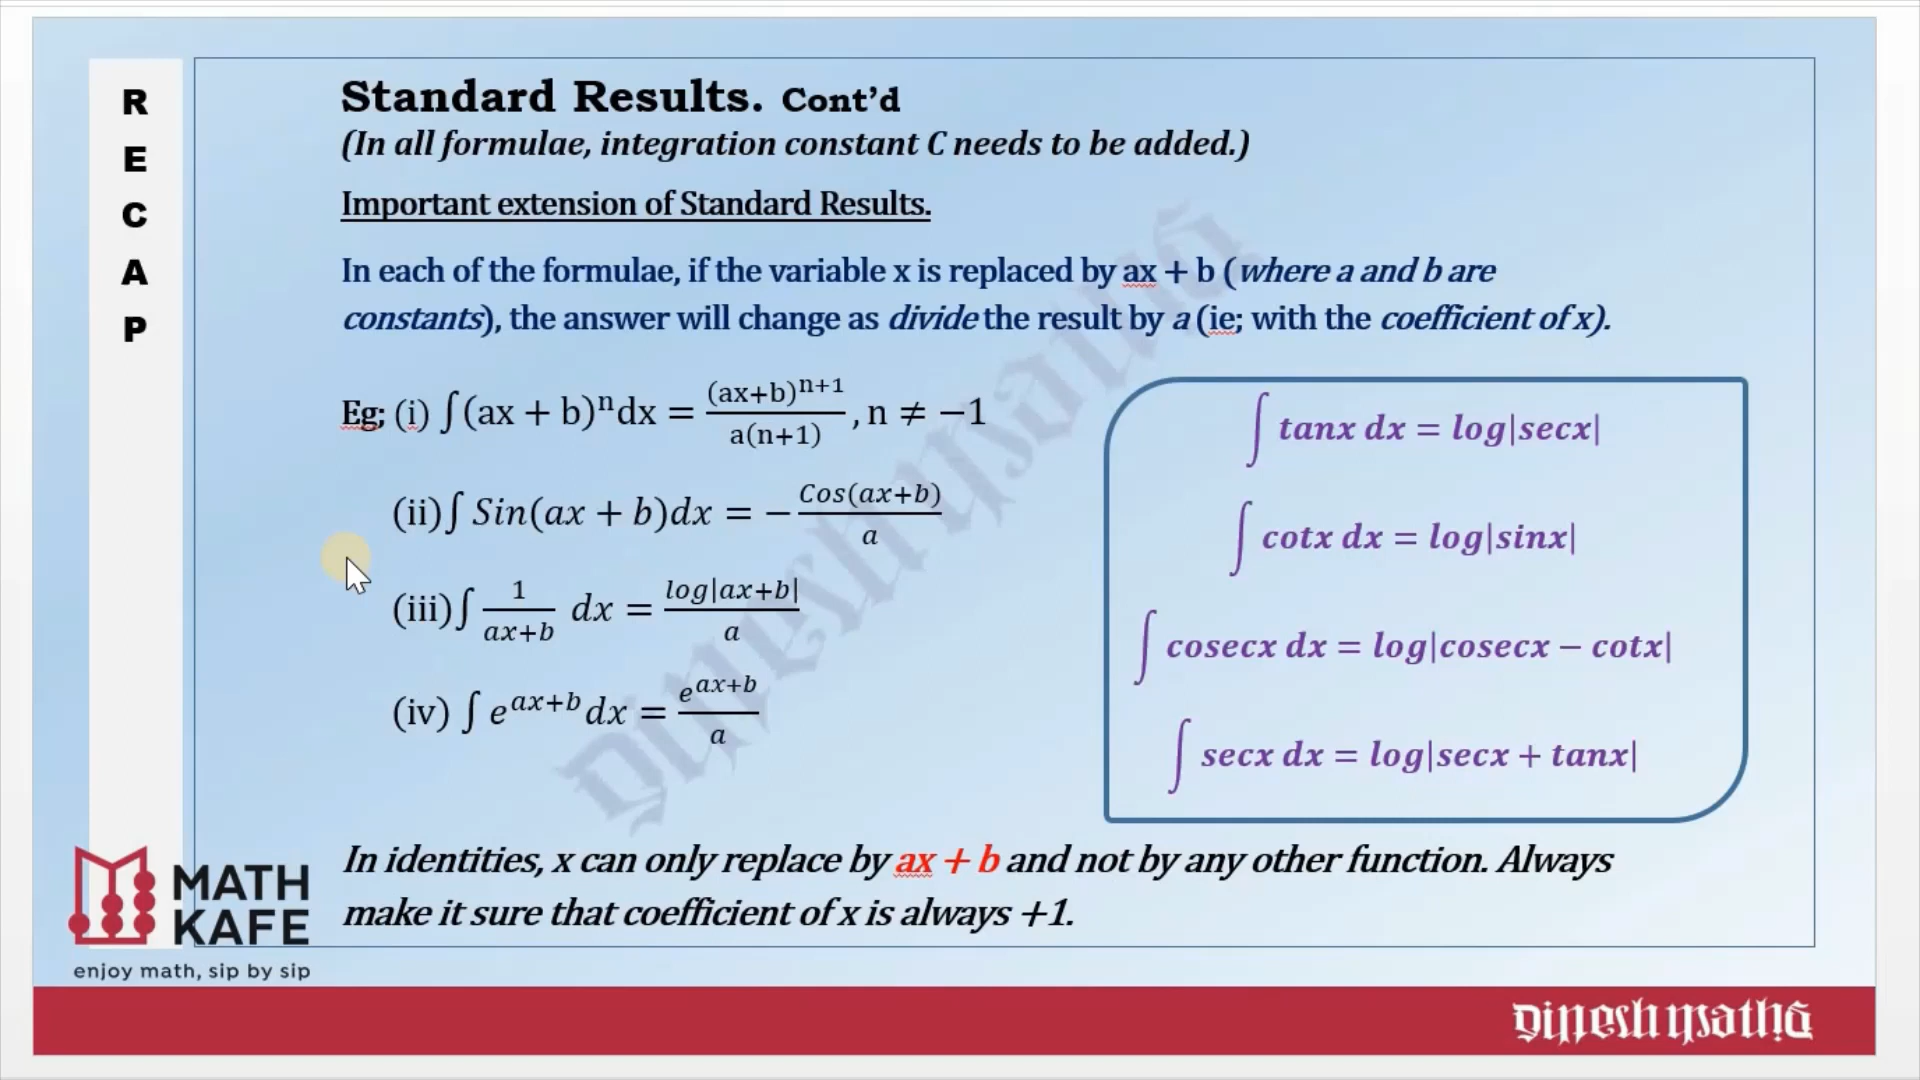 R
E
C
A
P
Standard Results. Cont’d
(In all formulae, integration constant C needs to be added.)
Important extension of Standard Results.
In each of the formulae, if the variable x is replaced by ax + b (where a and b are
constants), the answer will change as divide the result by a (ie; with the coefficient of x).
Eg; (i) ∫(ax + b)ⁿdx = (ax+b)ⁿ⁺¹/a(n+1) , n ≠ −1
(ii)∫ Sin(ax + b)dx = − Cos(ax+b)/a
(iii)∫ 1/ax+b dx = log|ax+b|/a
(iv) ∫ e^{ax+b}dx = e^{ax+b}/a
∫ tanx dx = log|secx|
∫ cotx dx = log|sinx|
∫ cosecx dx = log|cosecx − cotx|
∫ secx dx = log|secx + tanx|
In identities, x can only replace by ax + b and not by any other function. Always
make it sure that coefficient of x is always +1.
MATH
KAFE
enjoy math, sip by sip
Dinesh Maths
Dinesh Maths